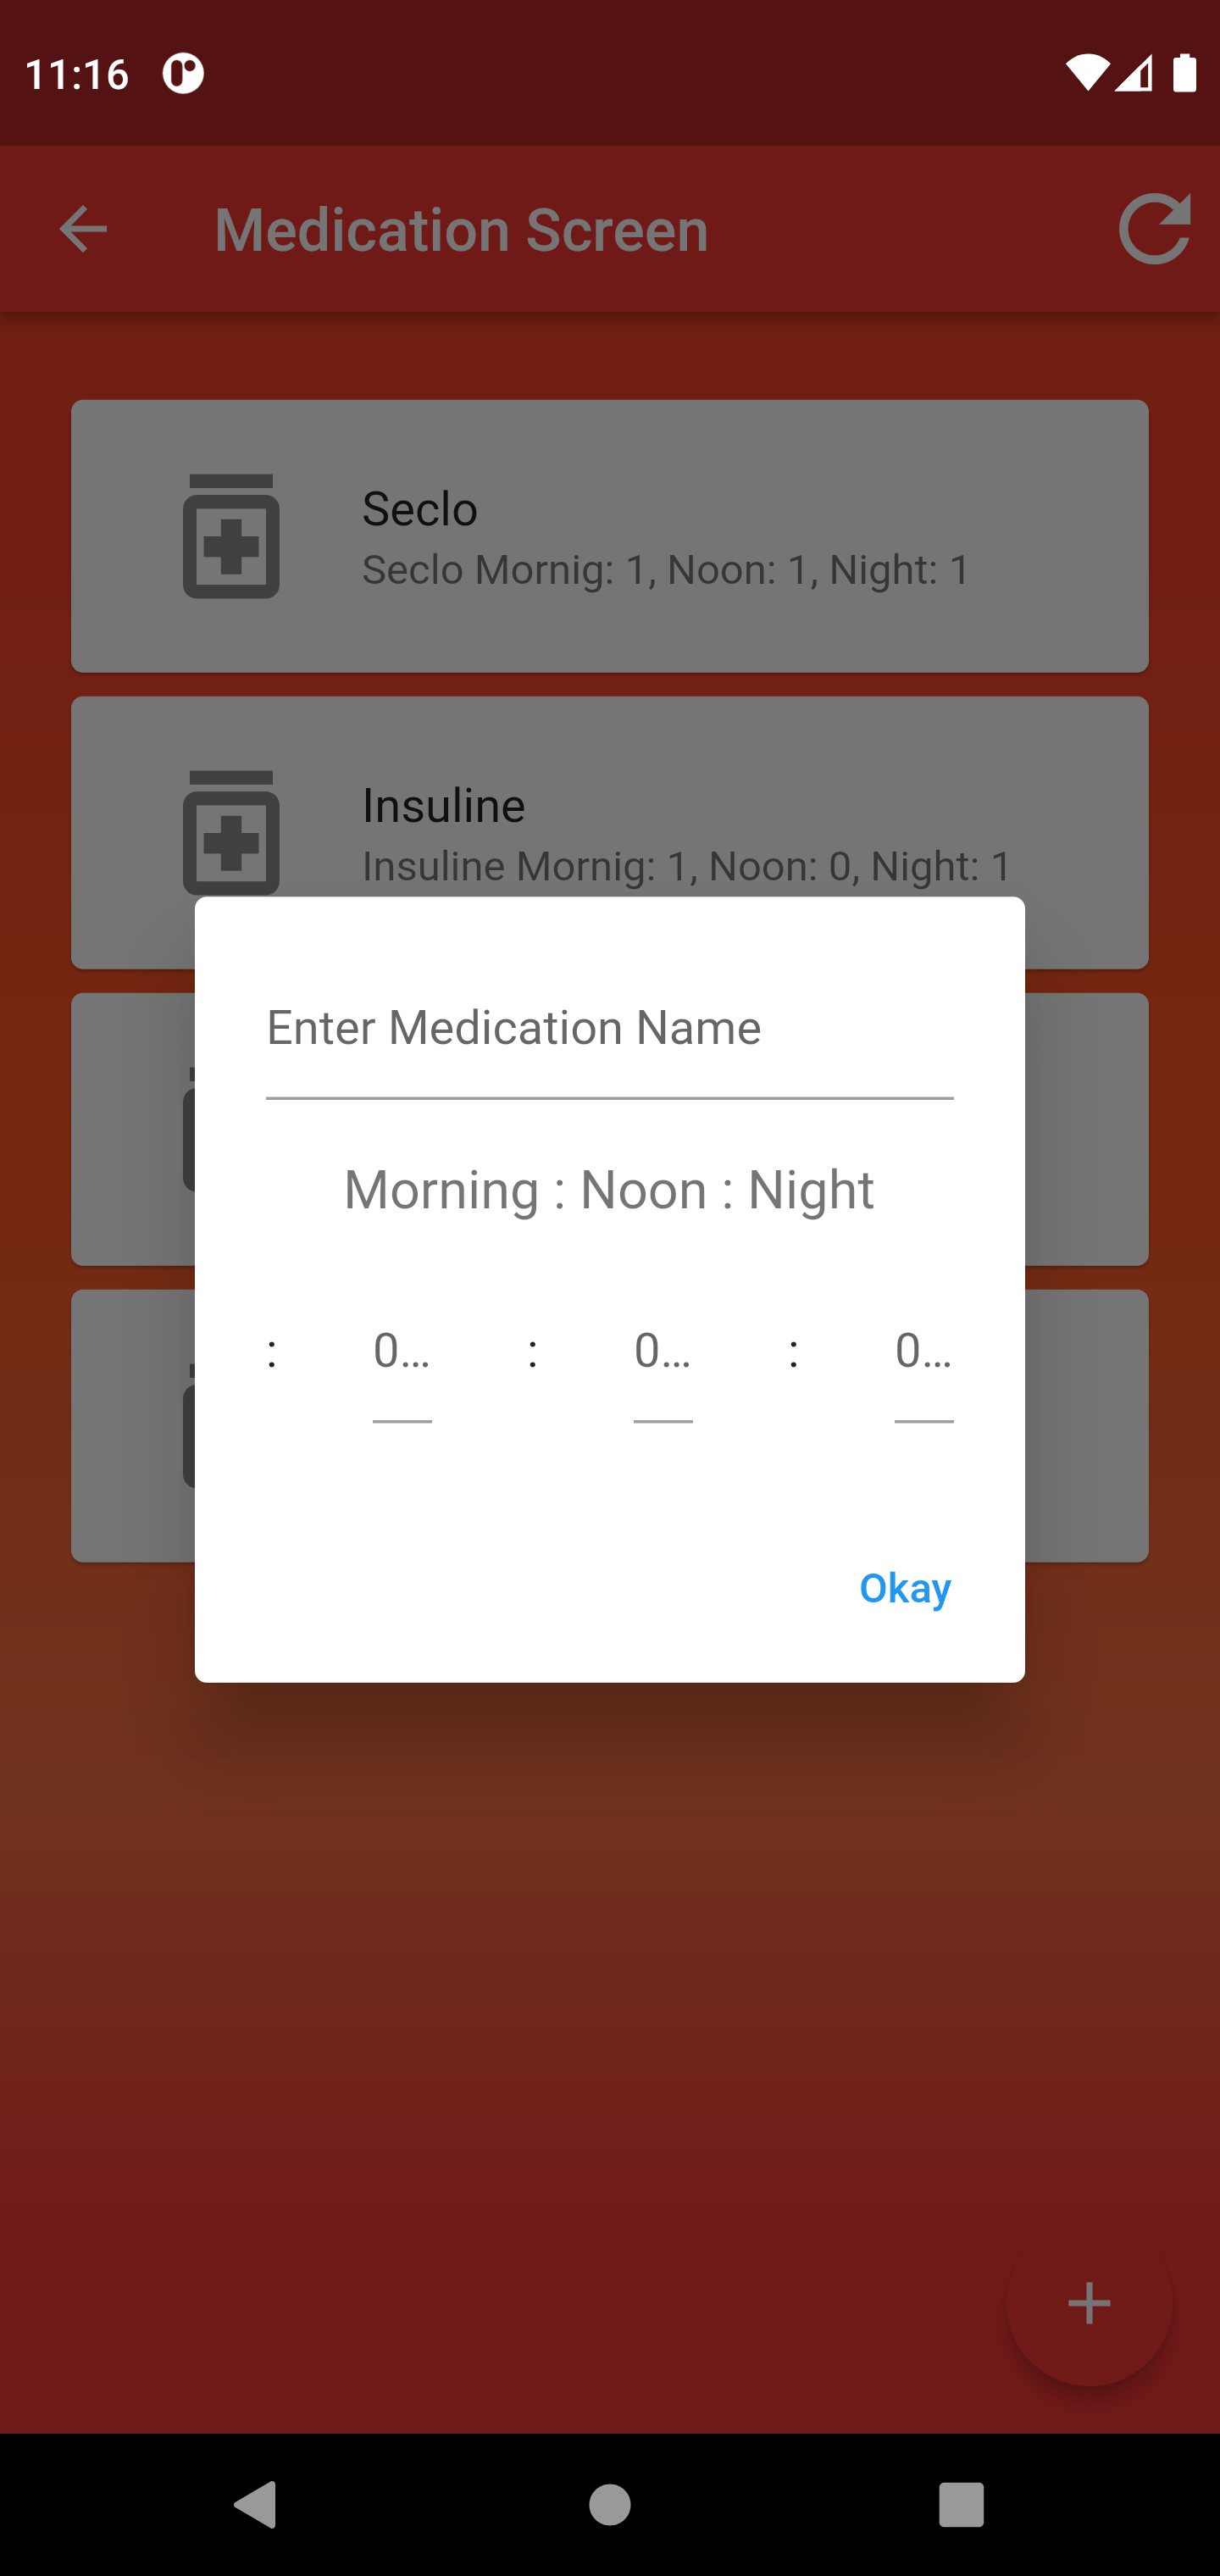 11:16
Medication Screen
Seclo
Seclo Mornig: 1, Noon: 1, Night: 1
Insuline
Insuline Mornig: 1, Noon: 0, Night: 1
Enter Medication Name
Morning : Noon : Night
: 0... : 0... : 0...
Okay